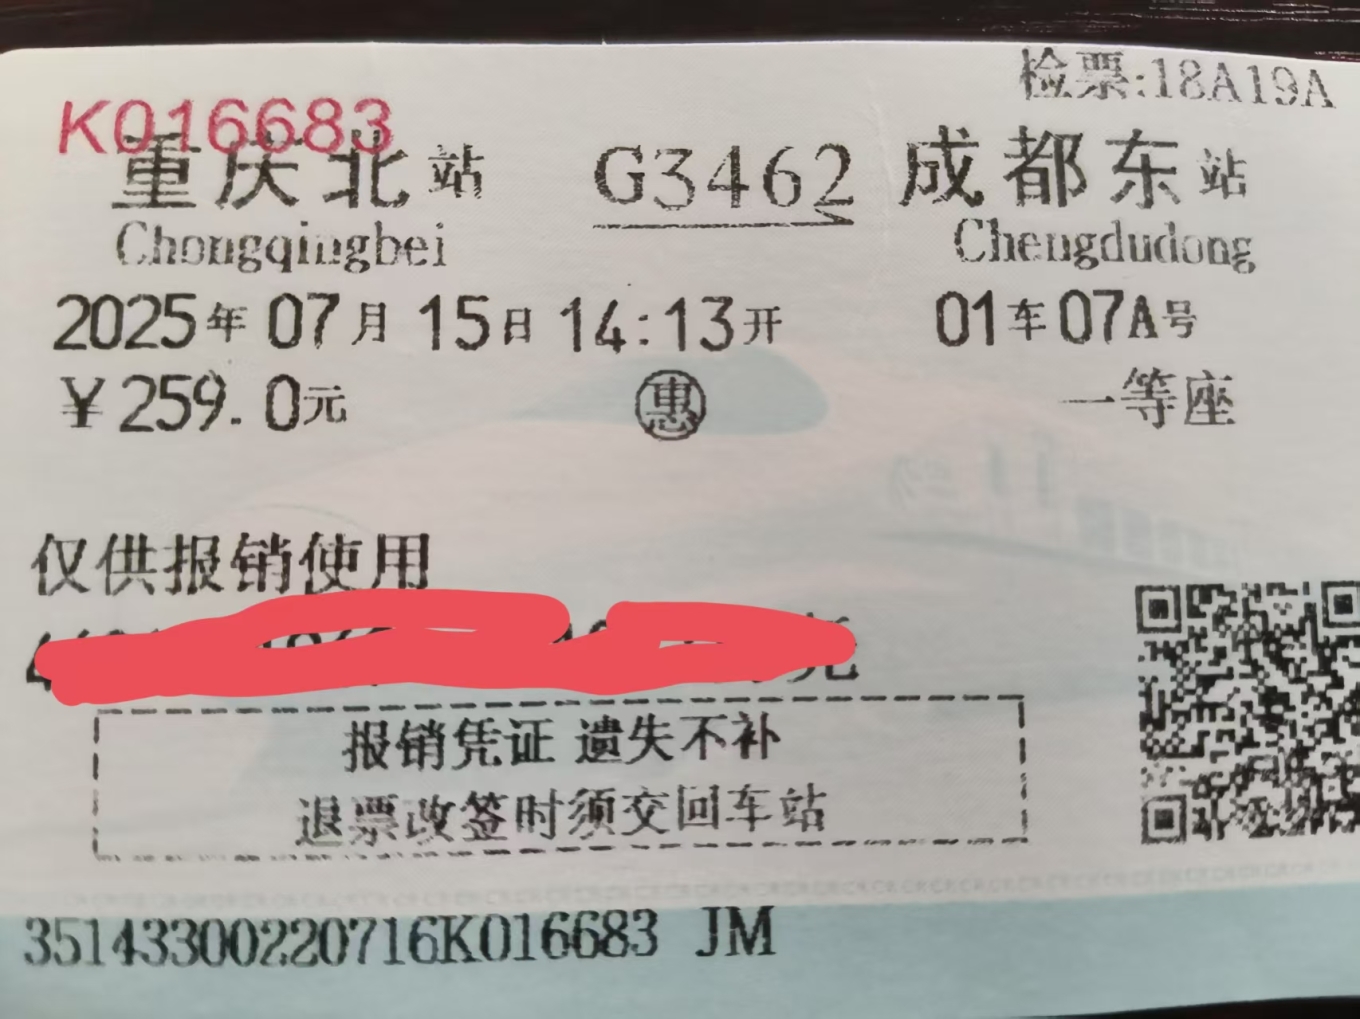 检票:18A19A
K016683
重庆北站 G3462 成都东站
Chongqingbei Chengdudong
2025年07月15日14:13开 01车07A号
￥259.0元 惠 一等座
仅供报销使用
报销凭证 遗失不补
退票改签时须交回车站
35143300220716K016683 JM